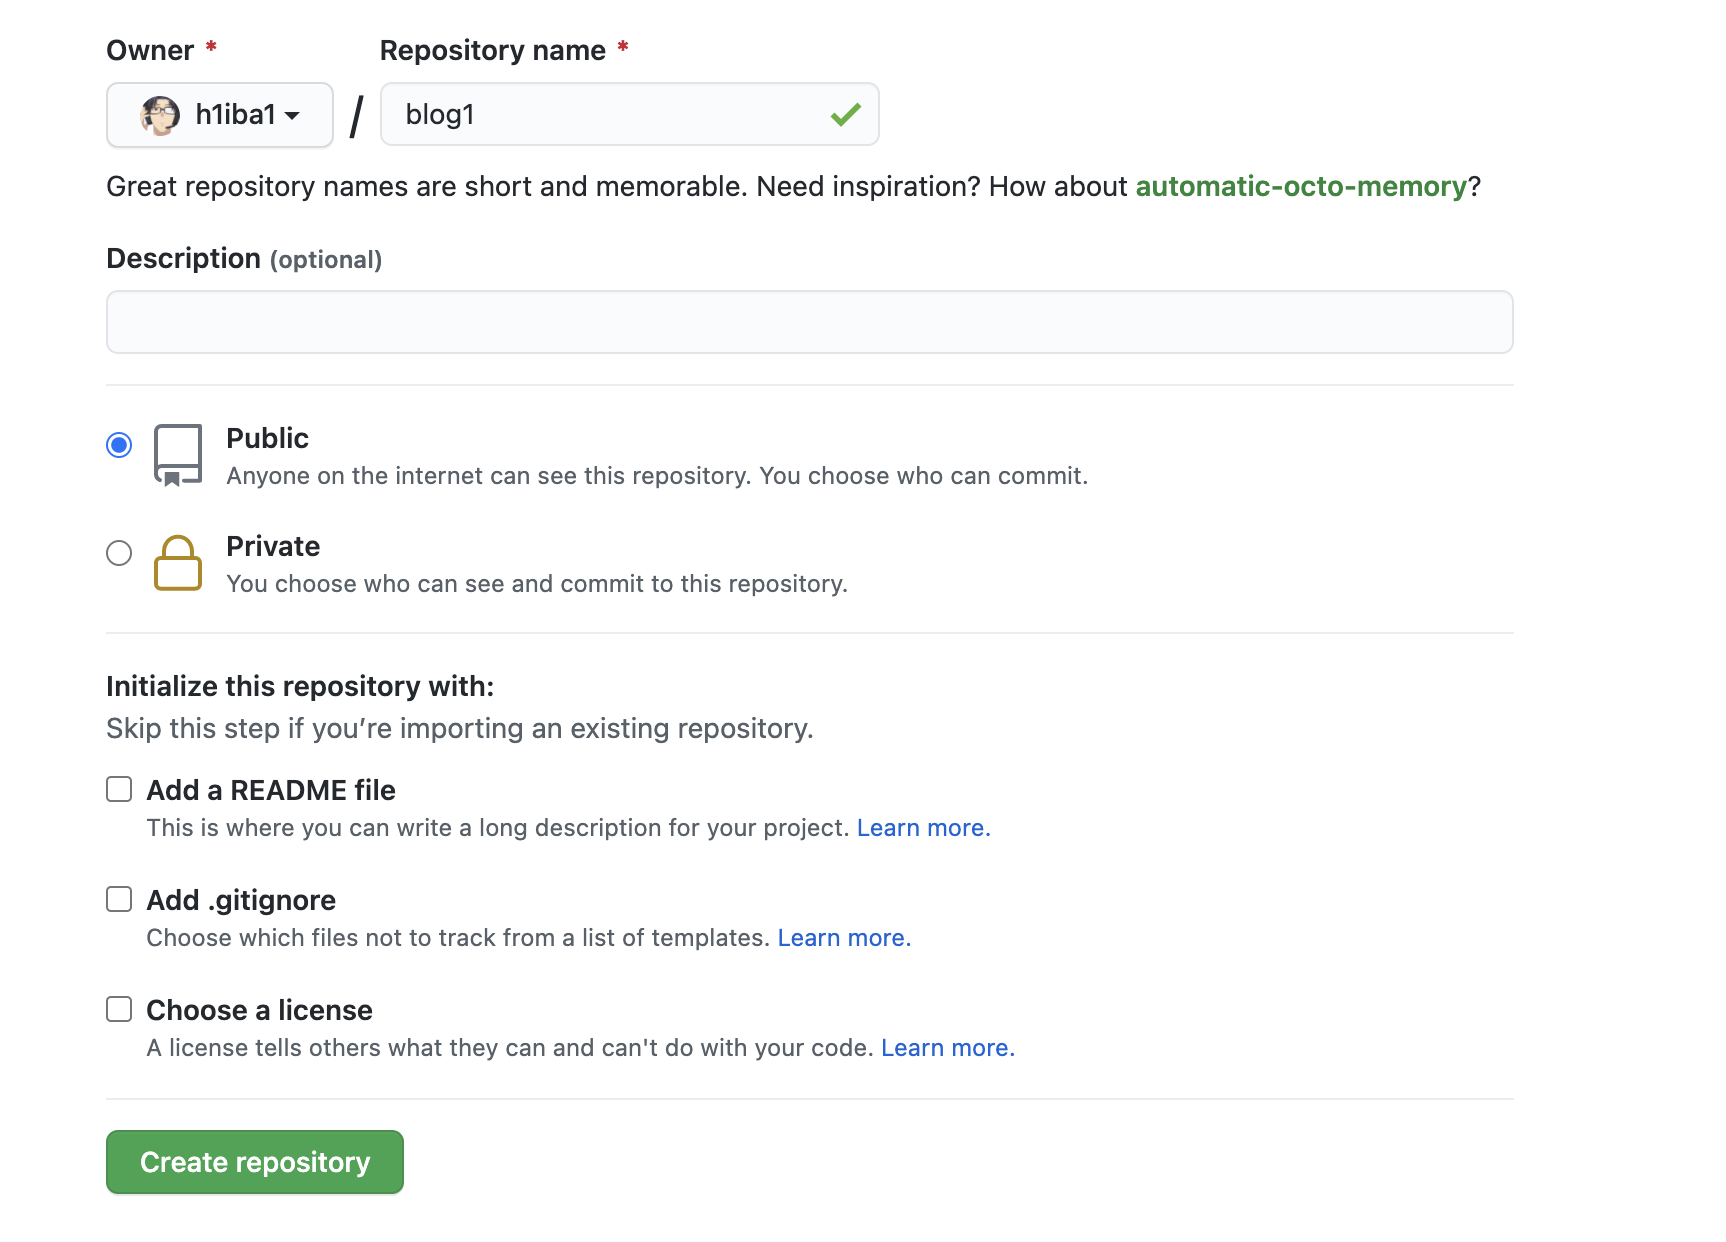 Owner * Repository name *
h1iba1 / blog1
Great repository names are short and memorable. Need inspiration? How about automatic-octo-memory?
Description (optional)
Public
Anyone on the internet can see this repository. You choose who can commit.
Private
You choose who can see and commit to this repository.
Initialize this repository with:
Skip this step if you’re importing an existing repository.
Add a README file
This is where you can write a long description for your project. Learn more.
Add .gitignore
Choose which files not to track from a list of templates. Learn more.
Choose a license
A license tells others what they can and can't do with your code. Learn more.
Create repository